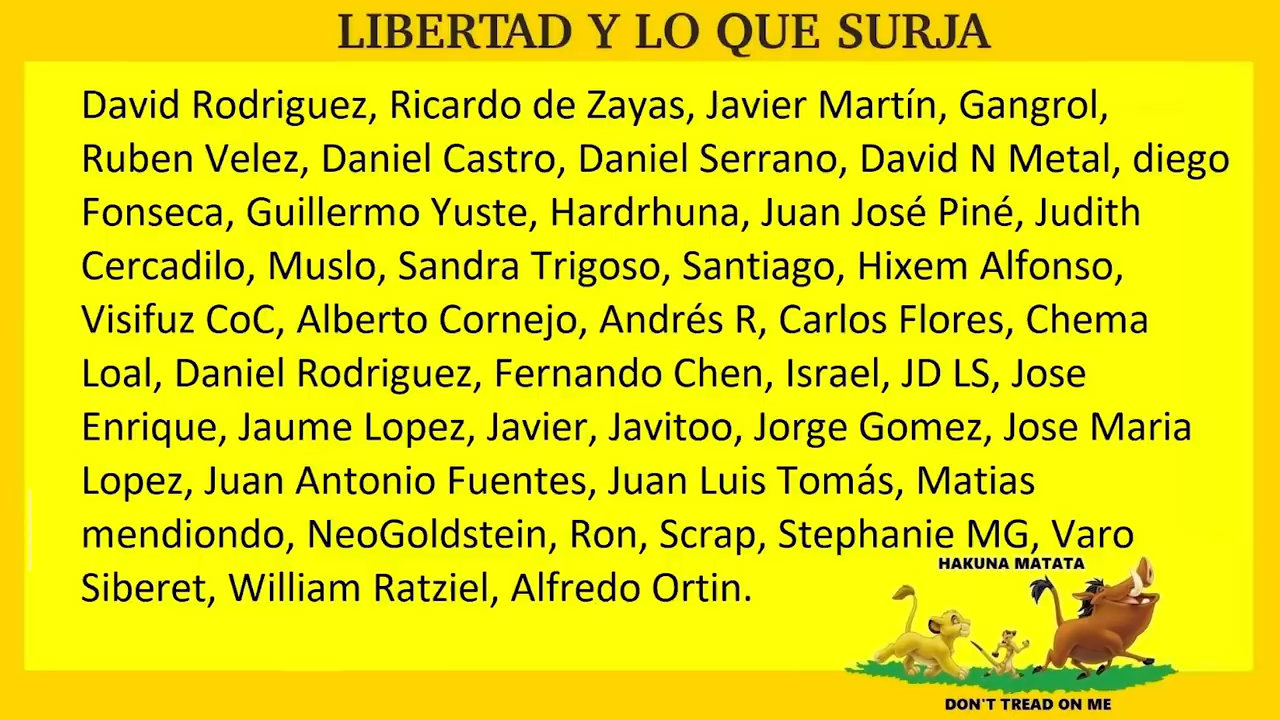 LIBERTAD Y LO QUE SURJA
David Rodriguez, Ricardo de Zayas, Javier Martín, Gangrol,
Ruben Velez, Daniel Castro, Daniel Serrano, David N Metal, diego
Fonseca, Guillermo Yuste, Hardrhuna, Juan José Piné, Judith
Cercadilo, Muslo, Sandra Trigoso, Santiago, Hixem Alfonso,
Visifuz CoC, Alberto Cornejo, Andrés R, Carlos Flores, Chema
Loal, Daniel Rodriguez, Fernando Chen, Israel, JD LS, Jose
Enrique, Jaume Lopez, Javier, Javitoo, Jorge Gomez, Jose Maria
Lopez, Juan Antonio Fuentes, Juan Luis Tomás, Matias
mendiondo, NeoGoldstein, Ron, Scrap, Stephanie MG, Varo
Siberet, William Ratziel, Alfredo Ortin.
HAKUNA MATATA
DON'T TREAD ON ME